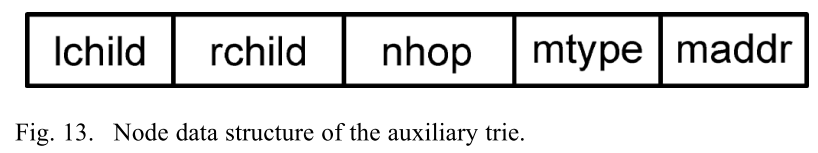 lchild rchild nhop mtype maddr
Fig. 13. Node data structure of the auxiliary trie.